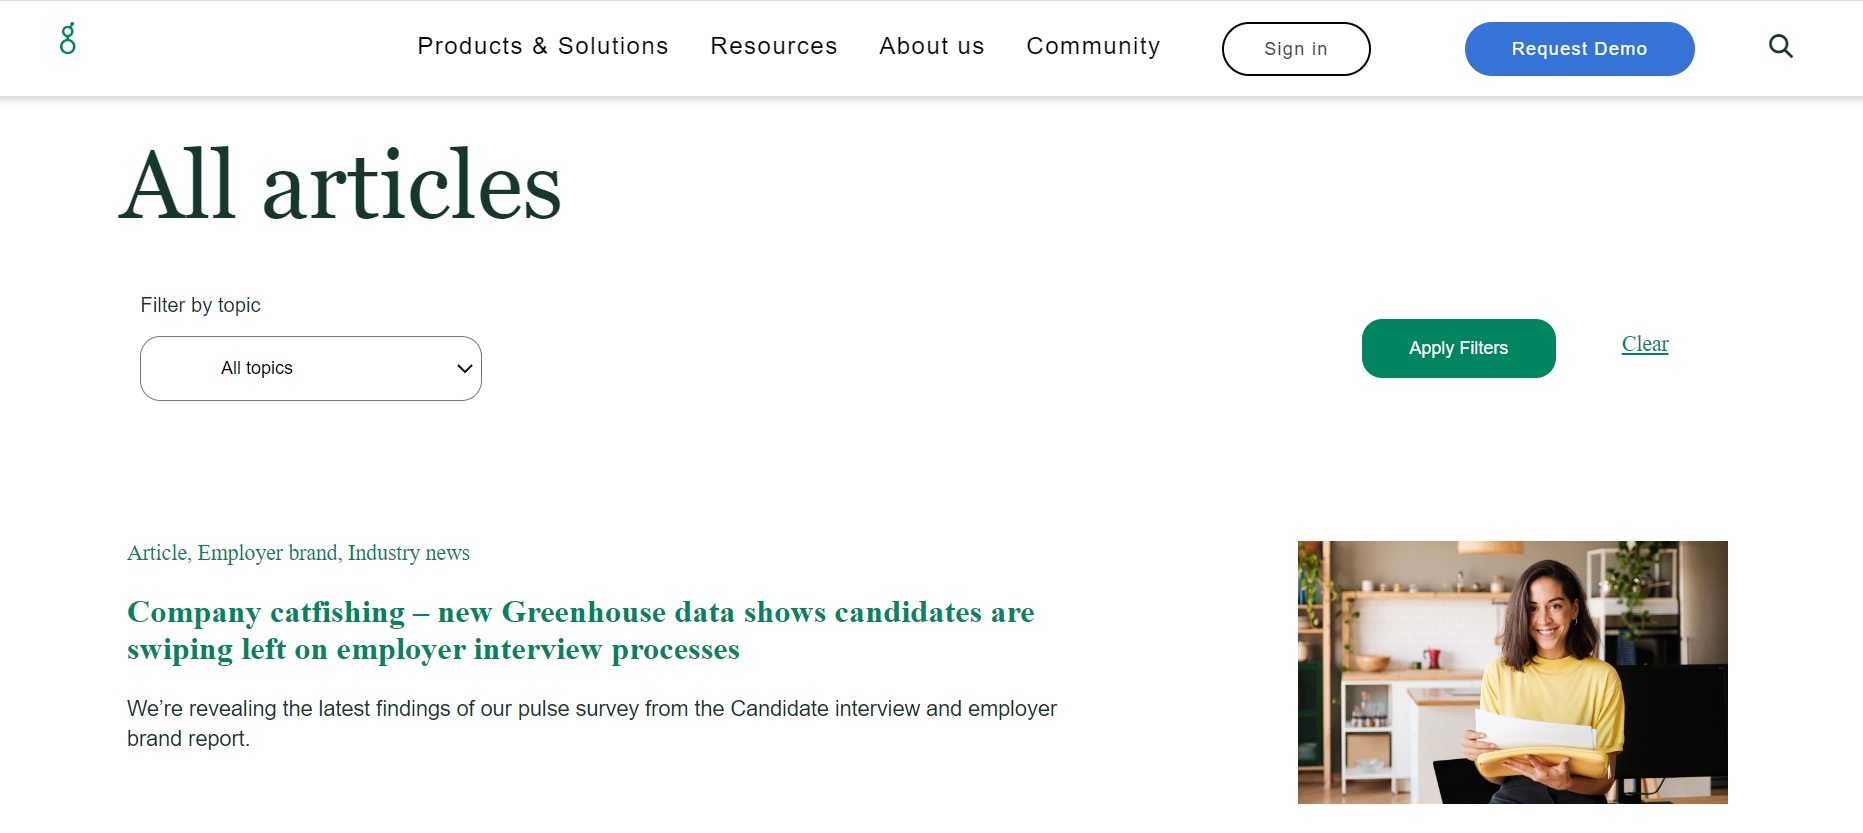 Products & Solutions Resources About us Community Sign in Request Demo
All articles
Filter by topic
All topics
Apply Filters Clear
Article, Employer brand, Industry news
Company catfishing – new Greenhouse data shows candidates are
swiping left on employer interview processes
We’re revealing the latest findings of our pulse survey from the Candidate interview and employer
brand report.